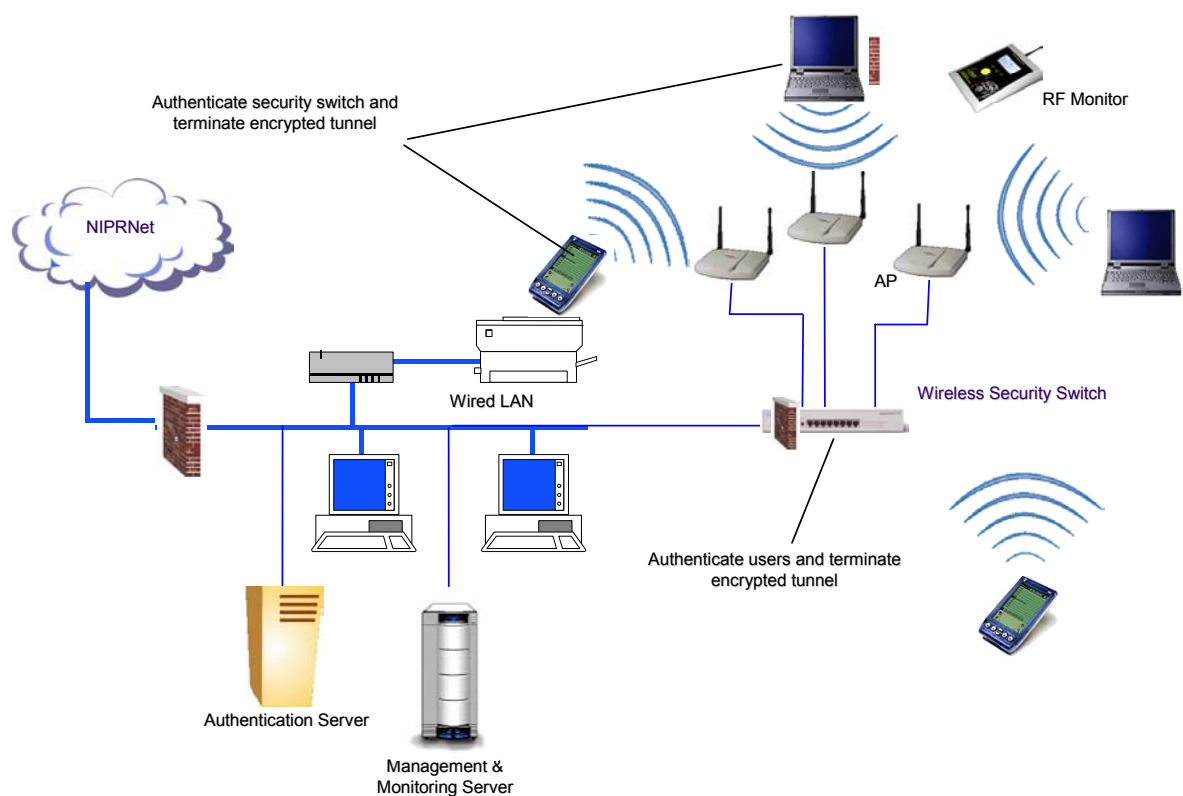 Authenticate security switch and
terminate encrypted tunnel
RF Monitor
NIPRNet
AP
Wired LAN
Wireless Security Switch
Authenticate users and terminate
encrypted tunnel
Authentication Server
Management &
Monitoring Server